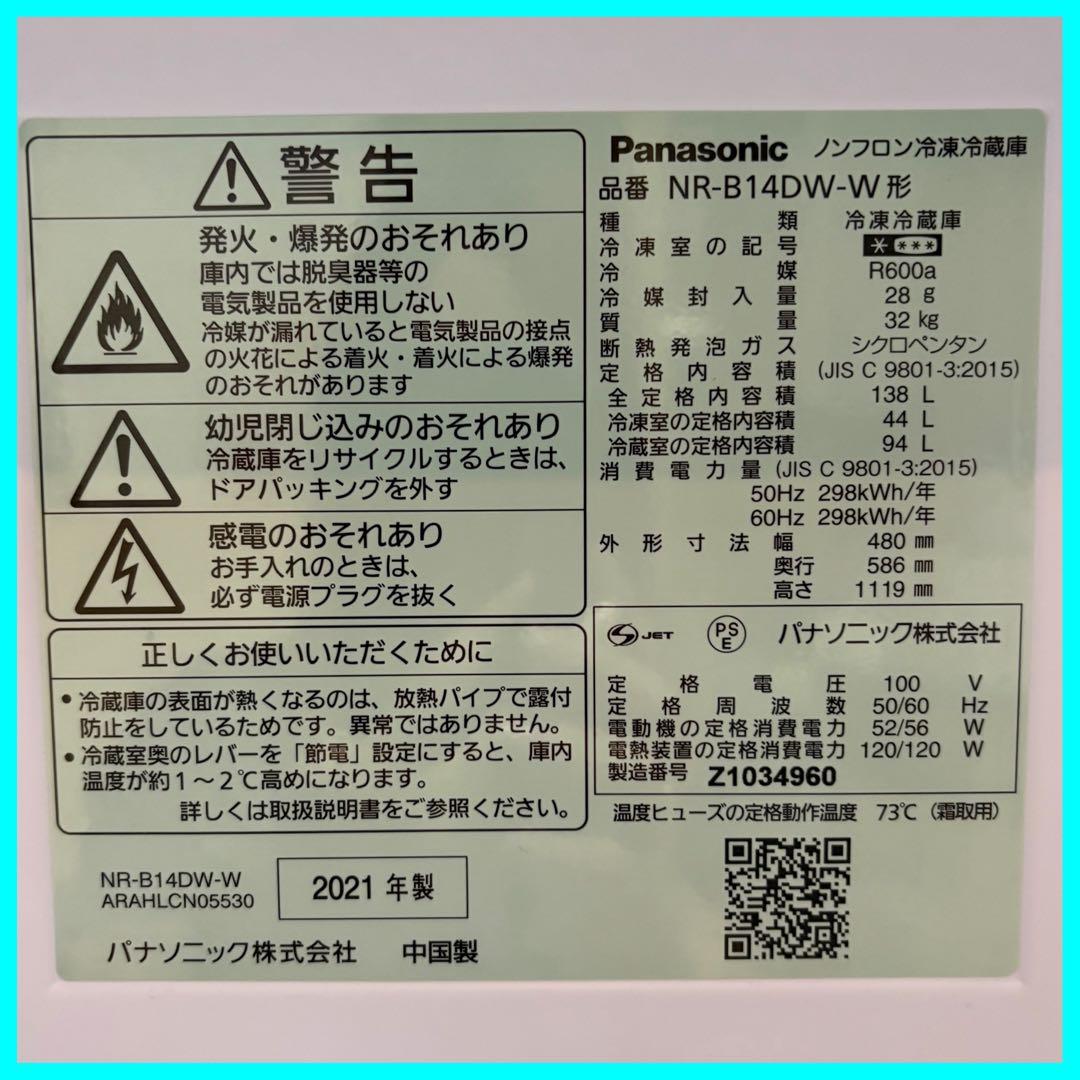 警告
発火・爆発のおそれあり
庫内では脱臭器等の
電気製品を使用しない
冷媒が漏れていると電気製品の接点
の火花による着火・着火による爆発
のおそれがあります
幼児閉じ込みのおそれあり
冷蔵庫をリサイクルするときは、
ドアパッキングを外す
感電のおそれあり
お手入れのときは、
必ず電源プラグを抜く
正しくお使いいただくために
• 冷蔵庫の表面が熱くなるのは、放熱パイプで露付
防止をしているためです。異常ではありません。
• 冷蔵室奥のレバーを「節電」設定にすると、庫内
温度が約1～2℃高めになります。
詳しくは取扱説明書をご参照ください。
NR-B14DW-W
ARAHLCN05530
2021 年製
パナソニック株式会社 中国製
Panasonic ノンフロン冷凍冷蔵庫
品番 NR-B14DW-W形
種類 冷凍冷蔵庫
冷凍室の記号 * ***
冷媒 R600a
冷媒封入量 28 g
質量 32 kg
断熱発泡ガス シクロペンタン
定格内容積 (JIS C 9801-3:2015)
全定格内容積 138 L
冷凍室の定格内容積 44 L
冷蔵室の定格内容積 94 L
消費電力量 (JIS C 9801-3:2015)
50Hz 298kWh/年
60Hz 298kWh/年
外形寸法幅 480 mm
奥行 586 mm
高さ 1119 mm
S JET PS E パナソニック株式会社
定格電圧 100 V
定格周波数 50/60 Hz
電動機の定格消費電力 52/56 W
電熱装置の定格消費電力 120/120 W
製造番号 Z1034960
温度ヒューズの定格動作温度 73℃(霜取用)